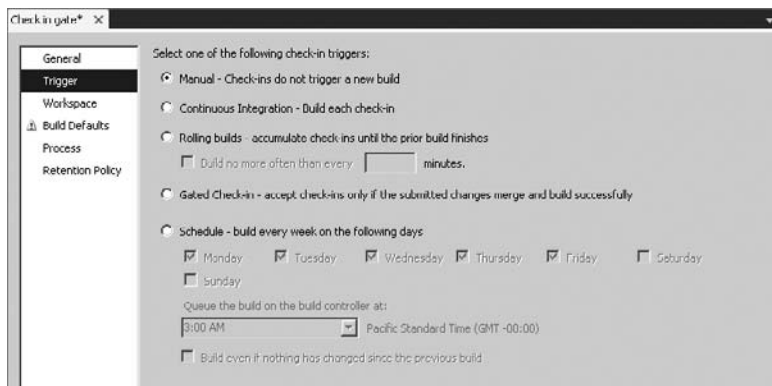 Check in gate* X
General
Trigger
Workspace
Build Defaults
Process
Retention Policy
Select one of the following check-in triggers:
Manual - Check-ins do not trigger a new build
Continuous Integration - Build each check-in
Rolling builds - accumulate check-ins until the prior build finishes
Build no more often than every minutes.
Gated Check-in - accept check-ins only if the submitted changes merge and build successfully
Schedule - build every week on the following days
Monday Tuesday Wednesday Thursday Friday Saturday
Sunday
Queue the build on the build controller at:
3:00 AM Pacific Standard Time (GMT -00:00)
Build even if nothing has changed since the previous build